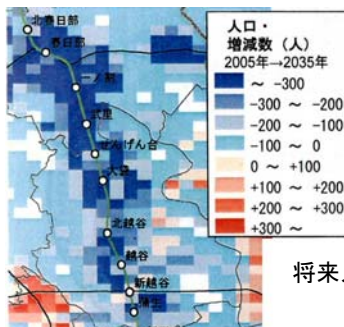 北春日部
春日部
一ノ割
武里
せんげん台
大袋
北越谷
越谷
新越谷
蒲生
人口・
増減数（人）
2005年→2035年
～ -300
-300 ～ -200
-200 ～ -100
-100 ～ 0
0 ～ +100
+100 ～ +200
+200 ～ +300
+300 ～
将来